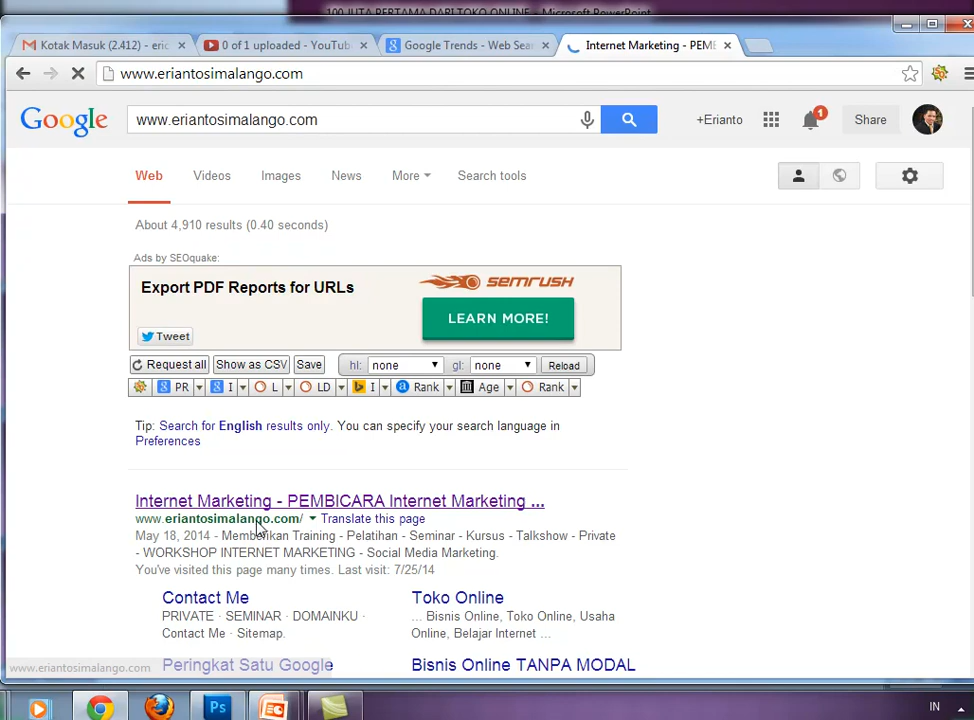 100 JUTA PERTAMA DARI TOKO ONLINE - Microsoft PowerPoint
Kotak Masuk (2.412) - eric
0 of 1 uploaded - YouTube
Google Trends - Web Sear
Internet Marketing - PEMB
www.eriantosimalango.com
Google
www.eriantosimalango.com
+Erianto
1
Share
Web
Videos
Images
News
More
Search tools
About 4,910 results (0.40 seconds)
Ads by SEOquake:
Export PDF Reports for URLs
semrush
LEARN MORE!
Tweet
Request all
Show as CSV
Save
hl:
none
gl:
none
Reload
PR
I
L
LD
I
Rank
Age
Rank
Tip: Search for English results only. You can specify your search language in
Preferences
Internet Marketing - PEMBICARA Internet Marketing ...
www.eriantosimalango.com/ Translate this page
May 18, 2014 - Memberikan Training - Pelatihan - Seminar - Kursus - Talkshow - Private
- WORKSHOP INTERNET MARKETING - Social Media Marketing.
You've visited this page many times. Last visit: 7/25/14
Contact Me
PRIVATE · SEMINAR · DOMAINKU ·
Contact Me · Sitemap.
Toko Online
... Bisnis Online, Toko Online, Usaha
Online, Belajar Internet ...
Peringkat Satu Google
Bisnis Online TANPA MODAL
www.eriantosimalango.com
Ps
IN